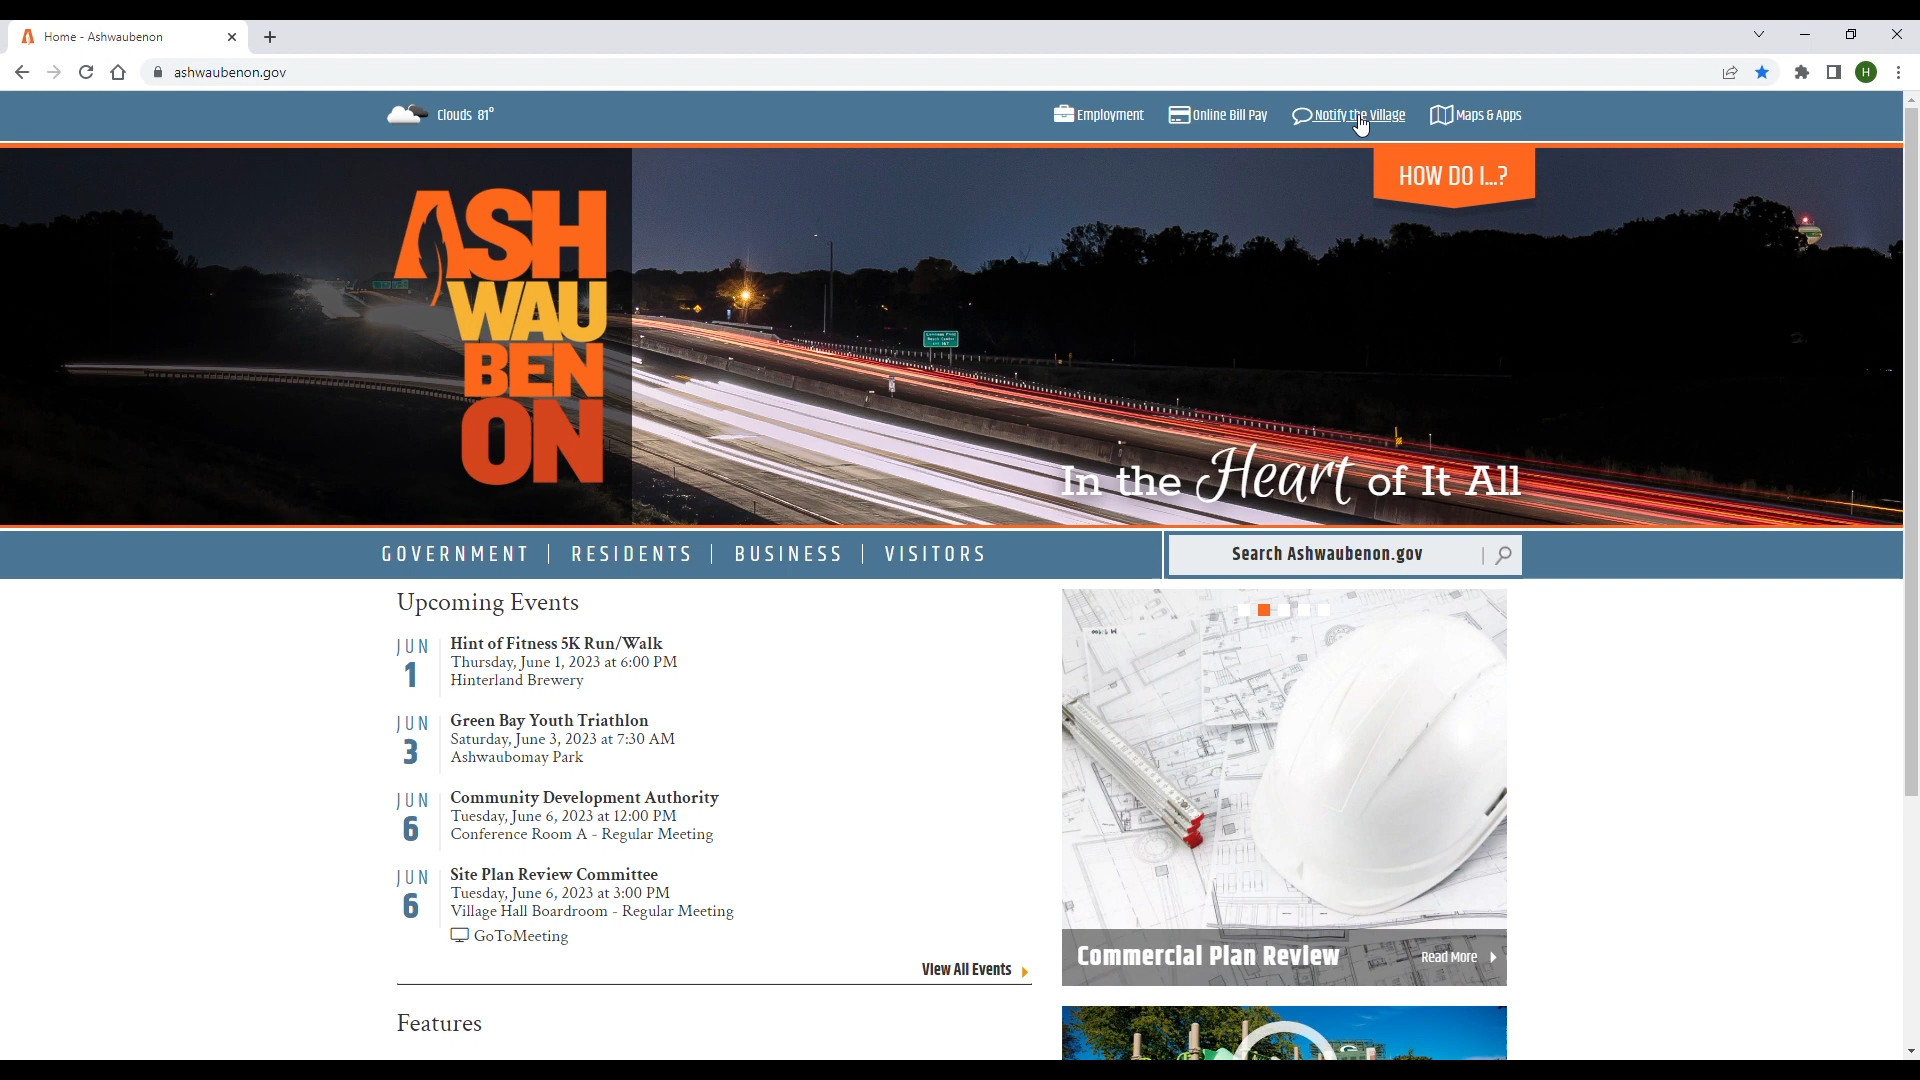 Home - Ashwaubenon
ashwaubenon.gov
H
Clouds 81°
Employment
Online Bill Pay
Notify the Village
Maps & Apps
HOW DO I...?
ASH
WAU
BEN
ON
In the Heart of It All
GOVERNMENT
RESIDENTS
BUSINESS
VISITORS
Search Ashwaubenon.gov
Upcoming Events
JUN
1
Hint of Fitness 5K Run/Walk
Thursday, June 1, 2023 at 6:00 PM
Hinterland Brewery
JUN
3
Green Bay Youth Triathlon
Saturday, June 3, 2023 at 7:30 AM
Ashwaubomay Park
JUN
6
Community Development Authority
Tuesday, June 6, 2023 at 12:00 PM
Conference Room A - Regular Meeting
JUN
6
Site Plan Review Committee
Tuesday, June 6, 2023 at 3:00 PM
Village Hall Boardroom - Regular Meeting
GoToMeeting
View All Events
Commercial Plan Review
Read More
Features